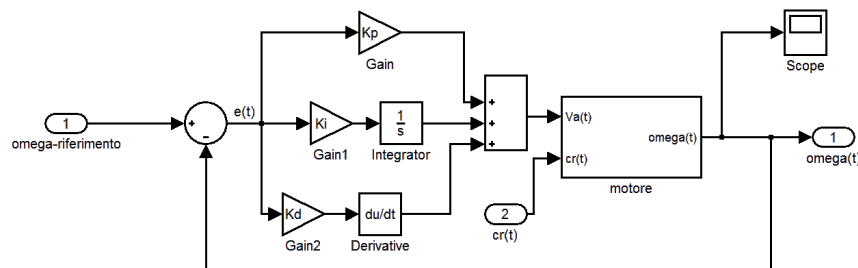 Kp
Gain
Scope
1
omega-riferimento
+
-
e(t)
Ki
Gain1
1
s
Integrator
+
+
+
Va(t)
cr(t)
omega(t)
motore
1
omega(t)
Kd
Gain2
du/dt
Derivative
2
cr(t)